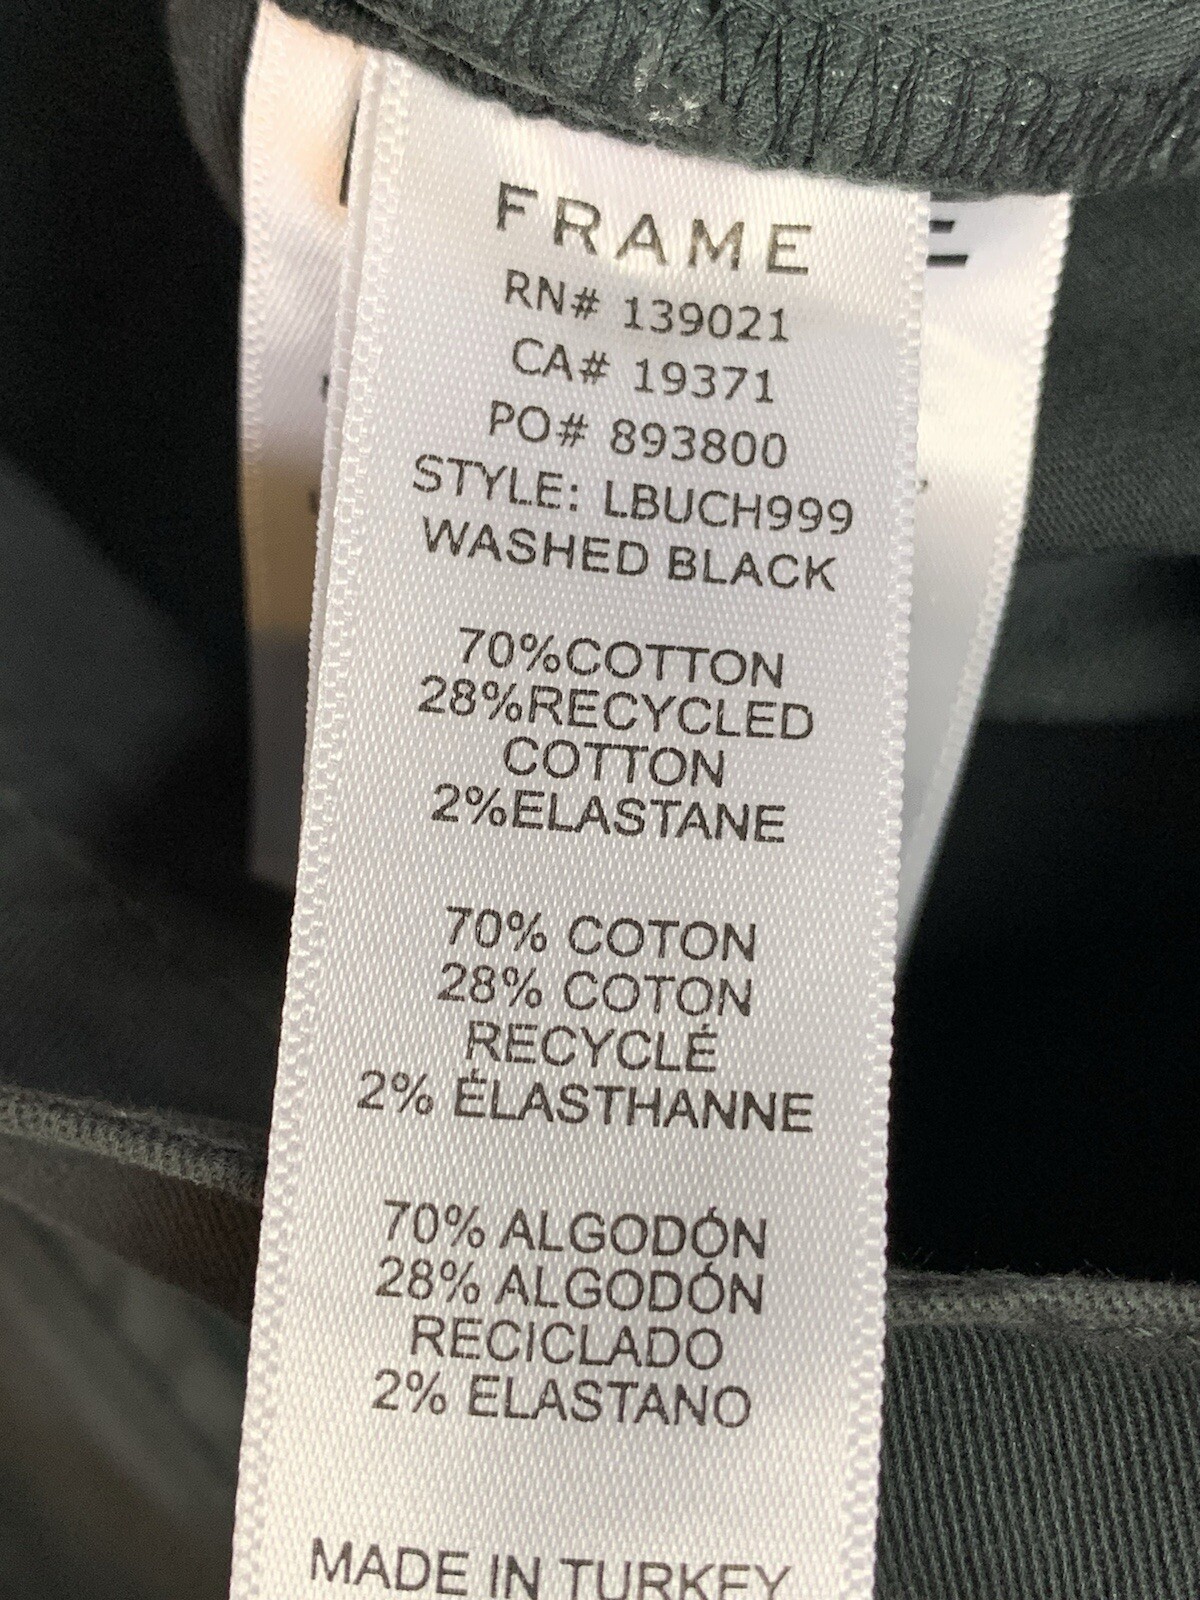 FRAME
RN# 139021
CA# 19371
PO# 893800
STYLE: LBUCH999
WASHED BLACK
70%COTTON
28%RECYCLED
COTTON
2%ELASTANE
70% COTON
28% COTON
RECYCLÉ
2% ÉLASTHANNE
70% ALGODÓN
28% ALGODÓN
RECICLADO
2% ELASTANO
MADE IN TURKEY